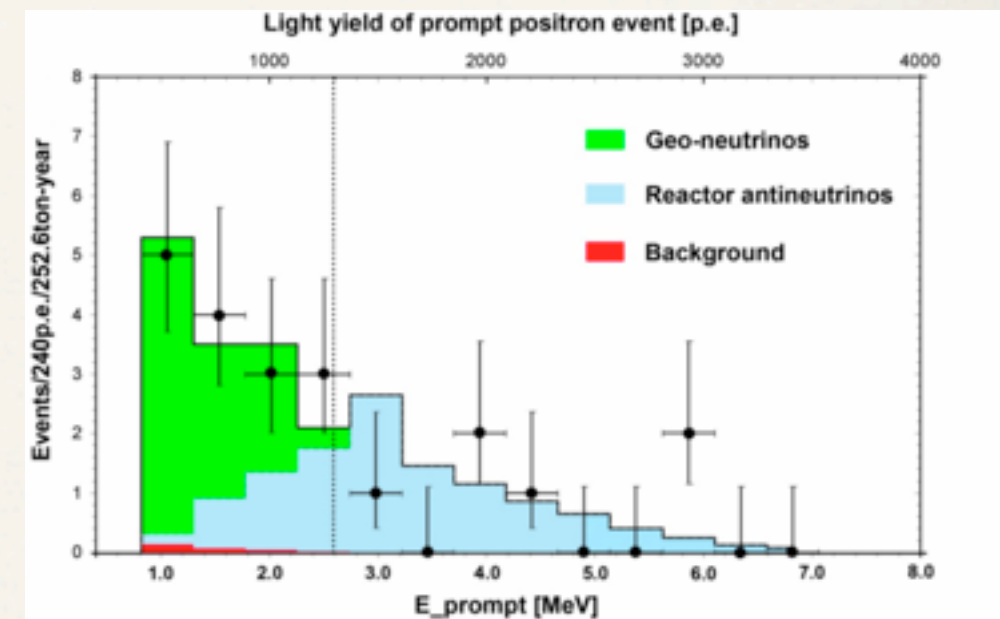 Light yield of prompt positron event [p.e.]
1000 2000 3000 4000
8
7
6
5
4
3
2
1
0
Events/240p.e./252.6ton-year
Geo-neutrinos
Reactor antineutrinos
Background
1.0 2.0 3.0 4.0 5.0 6.0 7.0 8.0
E_prompt [MeV]